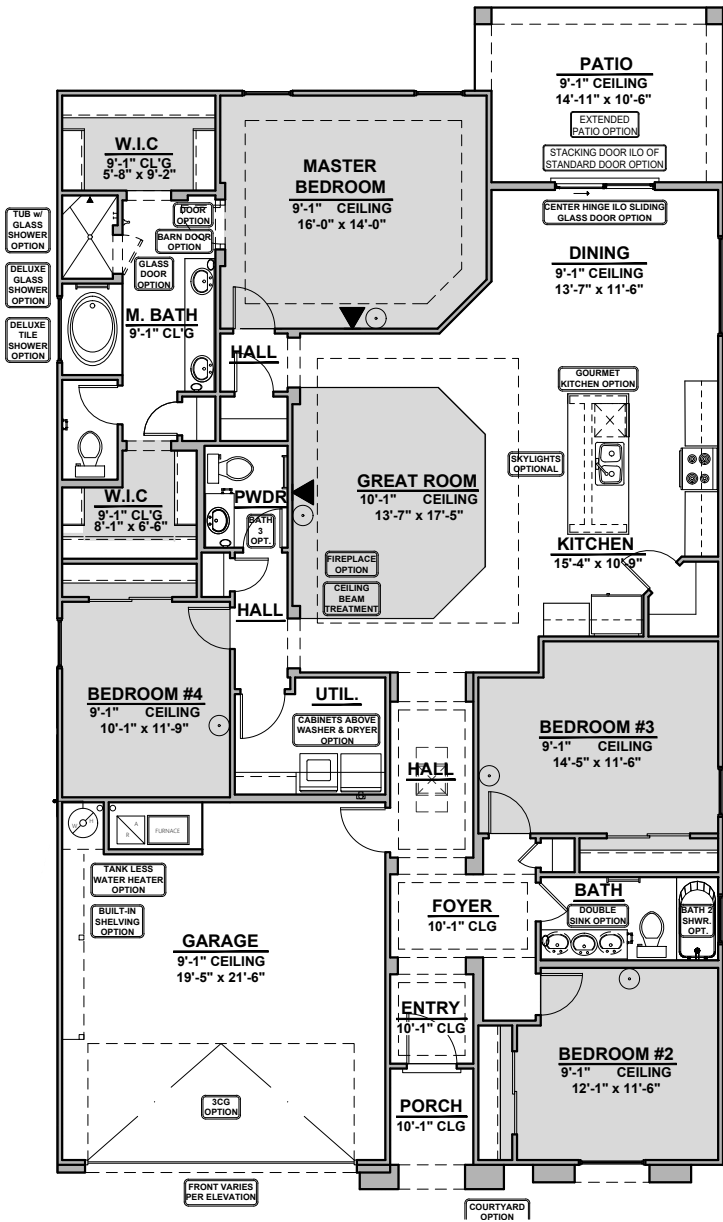 PATIO
9'-1" CEILING
14'-11" x 10'-6"
EXTENDED
PATIO OPTION
STACKING DOOR ILO OF
STANDARD DOOR OPTION
CENTER HINGE ILO SLIDING
GLASS DOOR OPTION
W.I.C
9'-1" CL'G
5'-8" x 9'-2"
MASTER
BEDROOM
9'-1" CEILING
16'-0" x 14'-0"
TUB w/
GLASS
SHOWER
OPTION
DELUXE
GLASS
SHOWER
OPTION
DELUXE
TILE
SHOWER
OPTION
DOOR
OPTION
BARN DOOR
OPTION
GLASS
DOOR
OPTION
M. BATH
9'-1" CL'G
DINING
9'-1" CEILING
13'-7" x 11'-6"
HALL
GOURMET
KITCHEN OPTION
SKYLIGHTS
OPTIONAL
GREAT ROOM
10'-1" CEILING
13'-7" x 17'-5"
W.I.C
9'-1" CL'G
8'-1" x 6'-6"
PWDR
BATH
3
OPT.
KITCHEN
15'-4" x 10'-9"
FIREPLACE
OPTION
CEILING
BEAM
TREATMENT
HALL
BEDROOM #4
9'-1" CEILING
10'-1" x 11'-9"
UTIL.
CABINETS ABOVE
WASHER & DRYER
OPTION
HALL
BEDROOM #3
9'-1" CEILING
14'-5" x 11'-6"
W
H
A
R
FURNACE
TANK LESS
WATER HEATER
OPTION
BUILT-IN
SHELVING
OPTION
FOYER
10'-1" CLG
BATH
DOUBLE
SINK OPTION
BATH 2
SHWR.
OPT.
GARAGE
9'-1" CEILING
19'-5" x 21'-6"
ENTRY
10'-1" CLG
BEDROOM #2
9'-1" CEILING
12'-1" x 11'-6"
3CG
OPTION
PORCH
10'-1" CLG
FRONT VARIES
PER ELEVATION
COURTYARD
OPTION